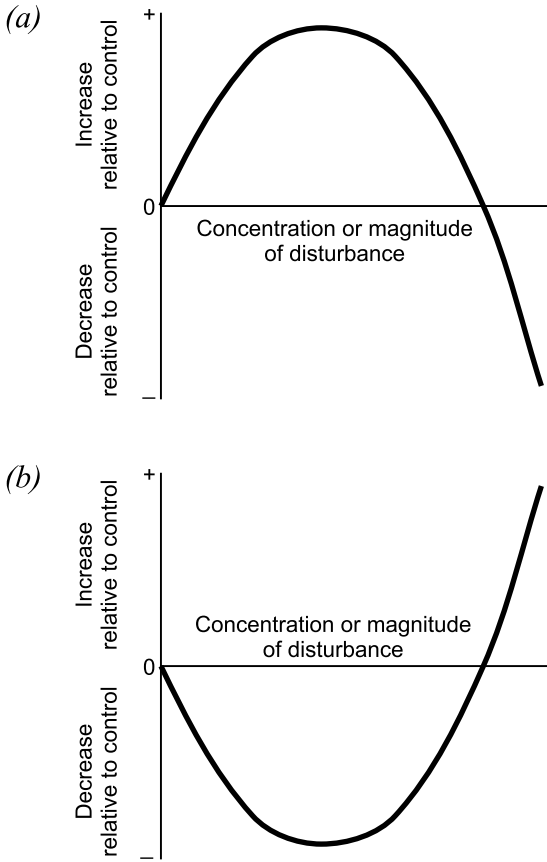 (a)
+
Increase
relative to control
0
Concentration or magnitude
of disturbance
Decrease
relative to control
–
(b)
+
Increase
relative to control
Concentration or magnitude
of disturbance
0
Decrease
relative to control
–